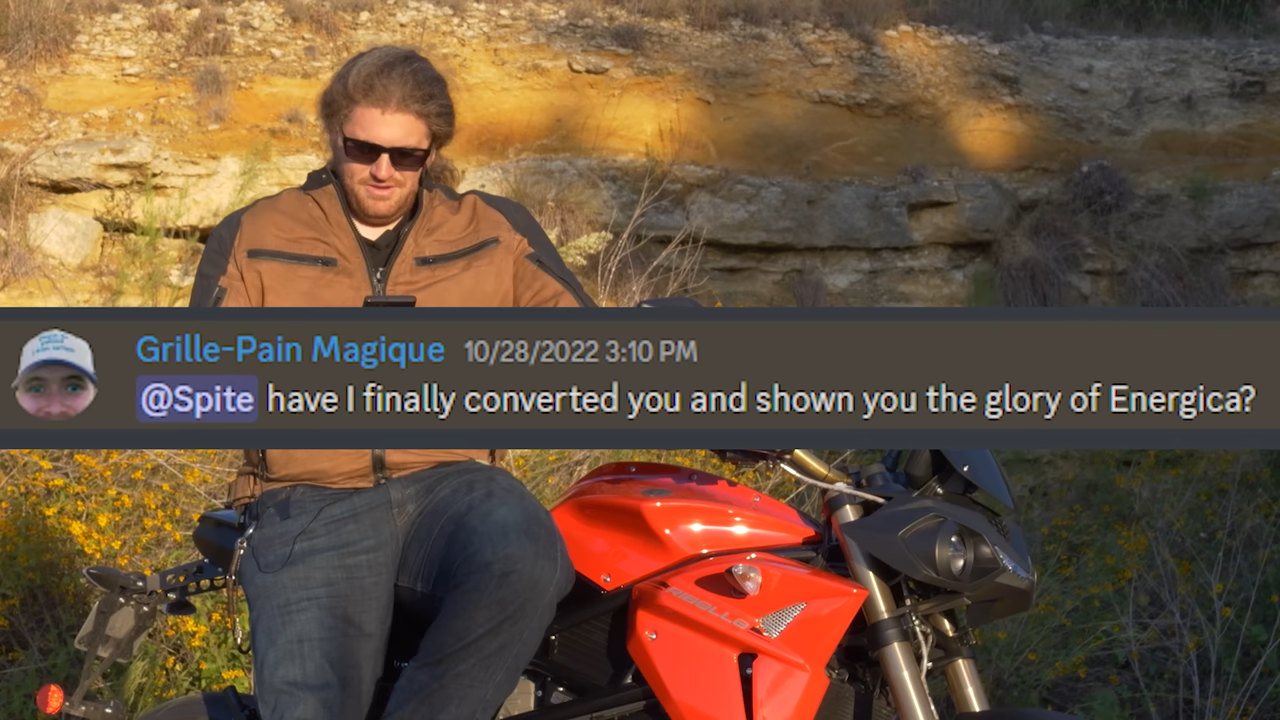 Grille-Pain Magique 10/28/2022 3:10 PM
@Spite have I finally converted you and shown you the glory of Energica?
RIBELLE